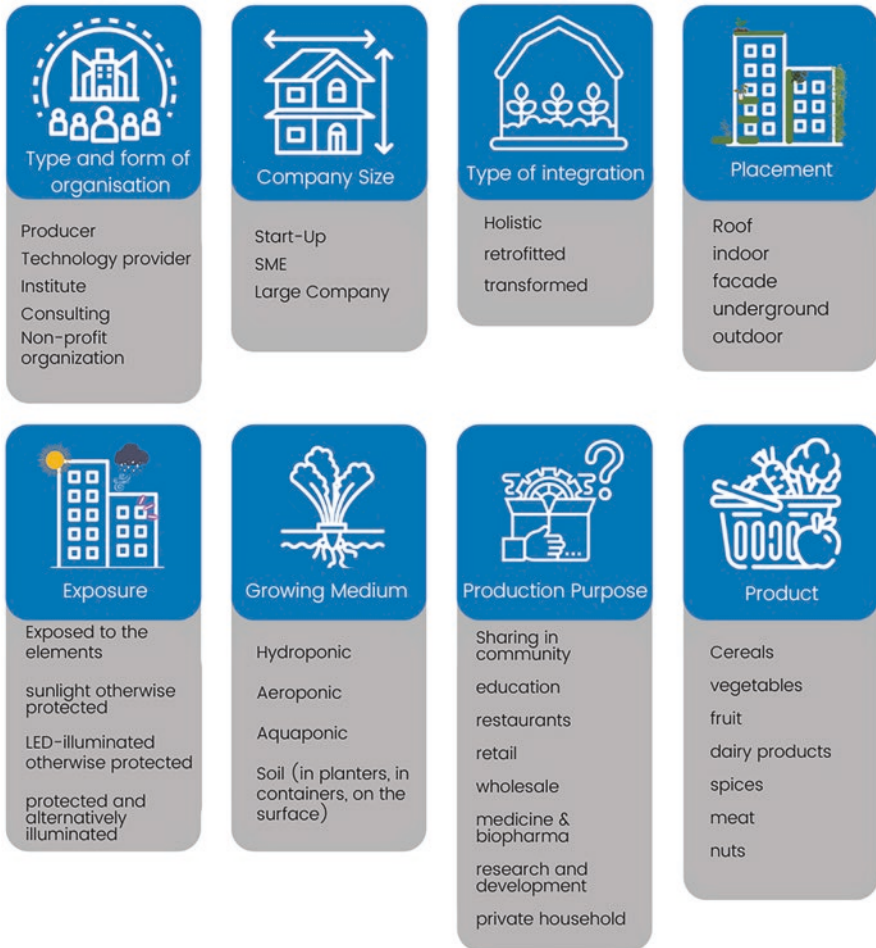 Type and form of
organisation
Producer
Technology provider
Institute
Consulting
Non-profit
organization
Company Size
Start-Up
SME
Large Company
Type of integration
Holistic
retrofitted
transformed
Placement
Roof
indoor
facade
underground
outdoor
Exposure
Exposed to the
elements
sunlight otherwise
protected
LED-illuminated
otherwise protected
protected and
alternatively
illuminated
Growing Medium
Hydroponic
Aeroponic
Aquaponic
Soil (in planters, in
containers, on the
surface)
Production Purpose
Sharing in
community
education
restaurants
retail
wholesale
medicine &
biopharma
research and
development
private household
Product
Cereals
vegetables
fruit
dairy products
spices
meat
nuts